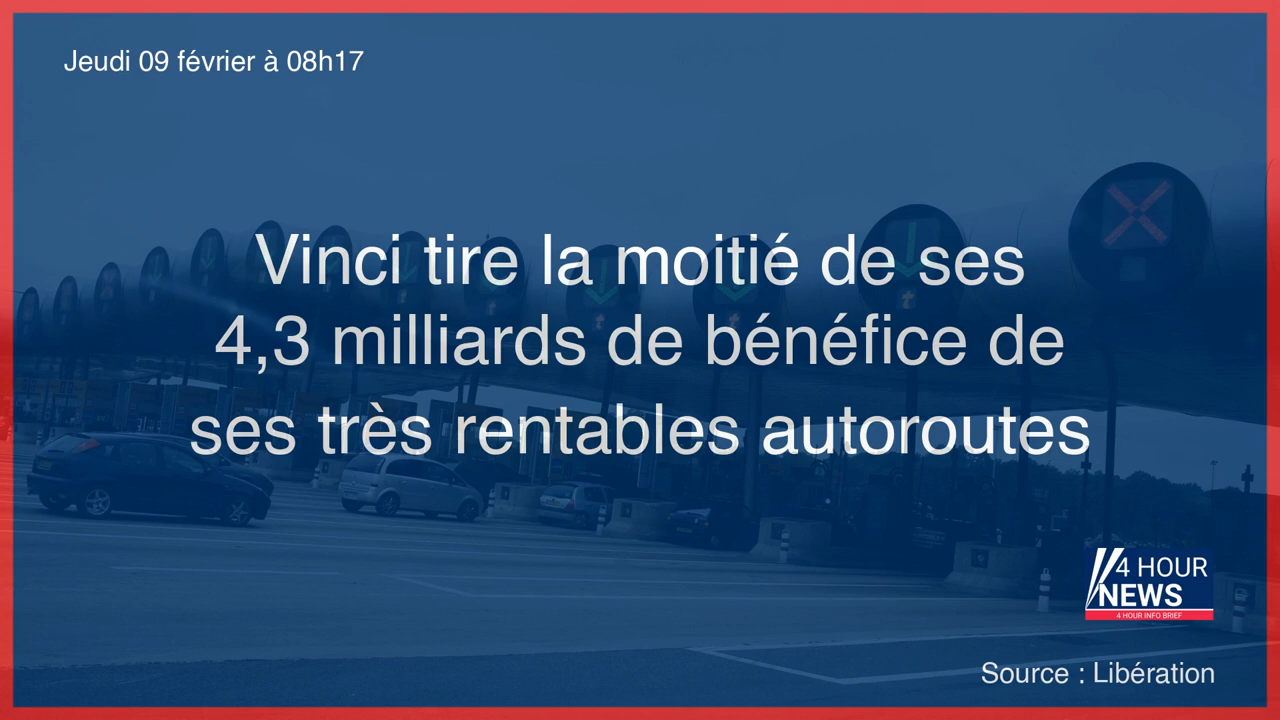 Jeudi 09 février à 08h17
Vinci tire la moitié de ses
4,3 milliards de bénéfice de
ses très rentables autoroutes
4 HOUR
NEWS
4 HOUR INFO BRIEF
Source : Libération